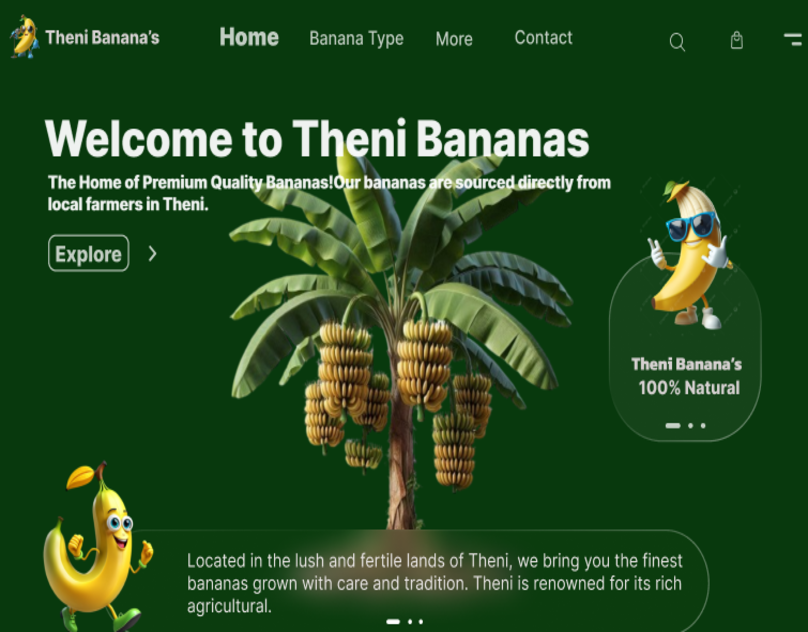 Theni Banana's
Home
Banana Type
More
Contact
Welcome to Theni Bananas
The Home of Premium Quality Bananas!Our bananas are sourced directly from
local farmers in Theni.
Explore
Theni Banana's
100% Natural
Located in the lush and fertile lands of Theni, we bring you the finest
bananas grown with care and tradition. Theni is renowned for its rich
agricultural.